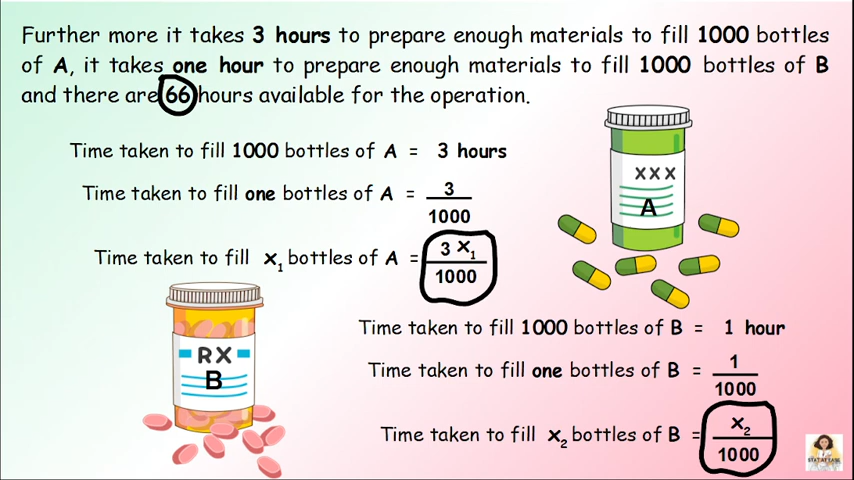 Further more it takes 3 hours to prepare enough materials to fill 1000 bottles
of A, it takes one hour to prepare enough materials to fill 1000 bottles of B
and there are 66 hours available for the operation.
Time taken to fill 1000 bottles of A = 3 hours
Time taken to fill one bottles of A = 3/1000
Time taken to fill x₁ bottles of A = 3 x₁/1000
XXX
A
RX
B
Time taken to fill 1000 bottles of B = 1 hour
Time taken to fill one bottles of B = 1/1000
Time taken to fill x₂ bottles of B = x₂/1000